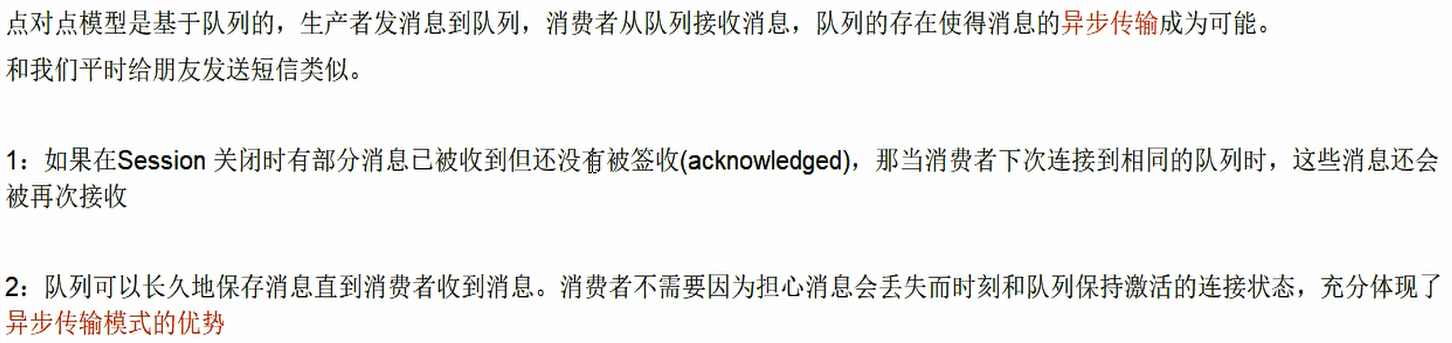 点对点模型是基于队列的，生产者发消息到队列，消费者从队列接收消息，队列的存在使得消息的异步传输成为可能。
和我们平时给朋友发送短信类似。
1：如果在Session 关闭时有部分消息已被收到但还没有被签收(acknowledged)，那当消费者下次连接到相同的队列时，这些消息还会
被再次接收
2：队列可以长久地保存消息直到消费者收到消息。消费者不需要因为担心消息会丢失而时刻和队列保持激活的连接状态，充分体现了
异步传输模式的优势